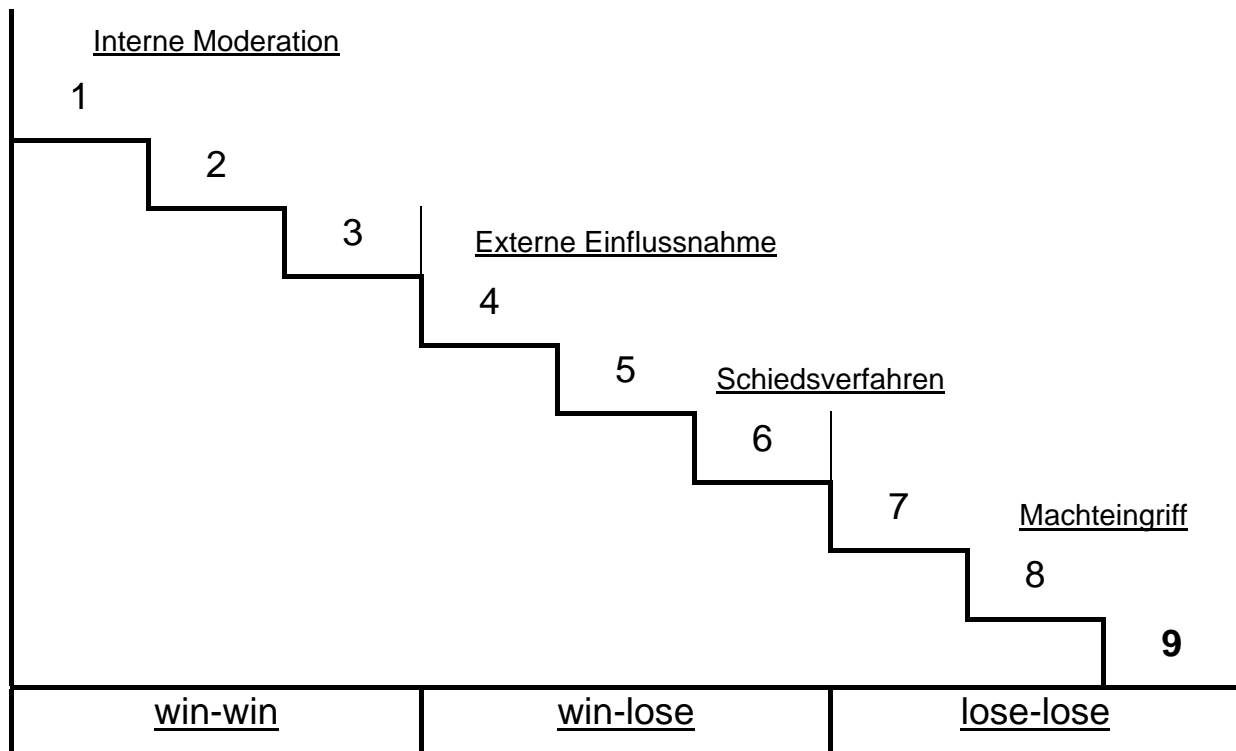 Interne Moderation
1
2
3
Externe Einflussnahme
4
5
Schiedsverfahren
6
7
Machteingriff
8
9
win-win
win-lose
lose-lose